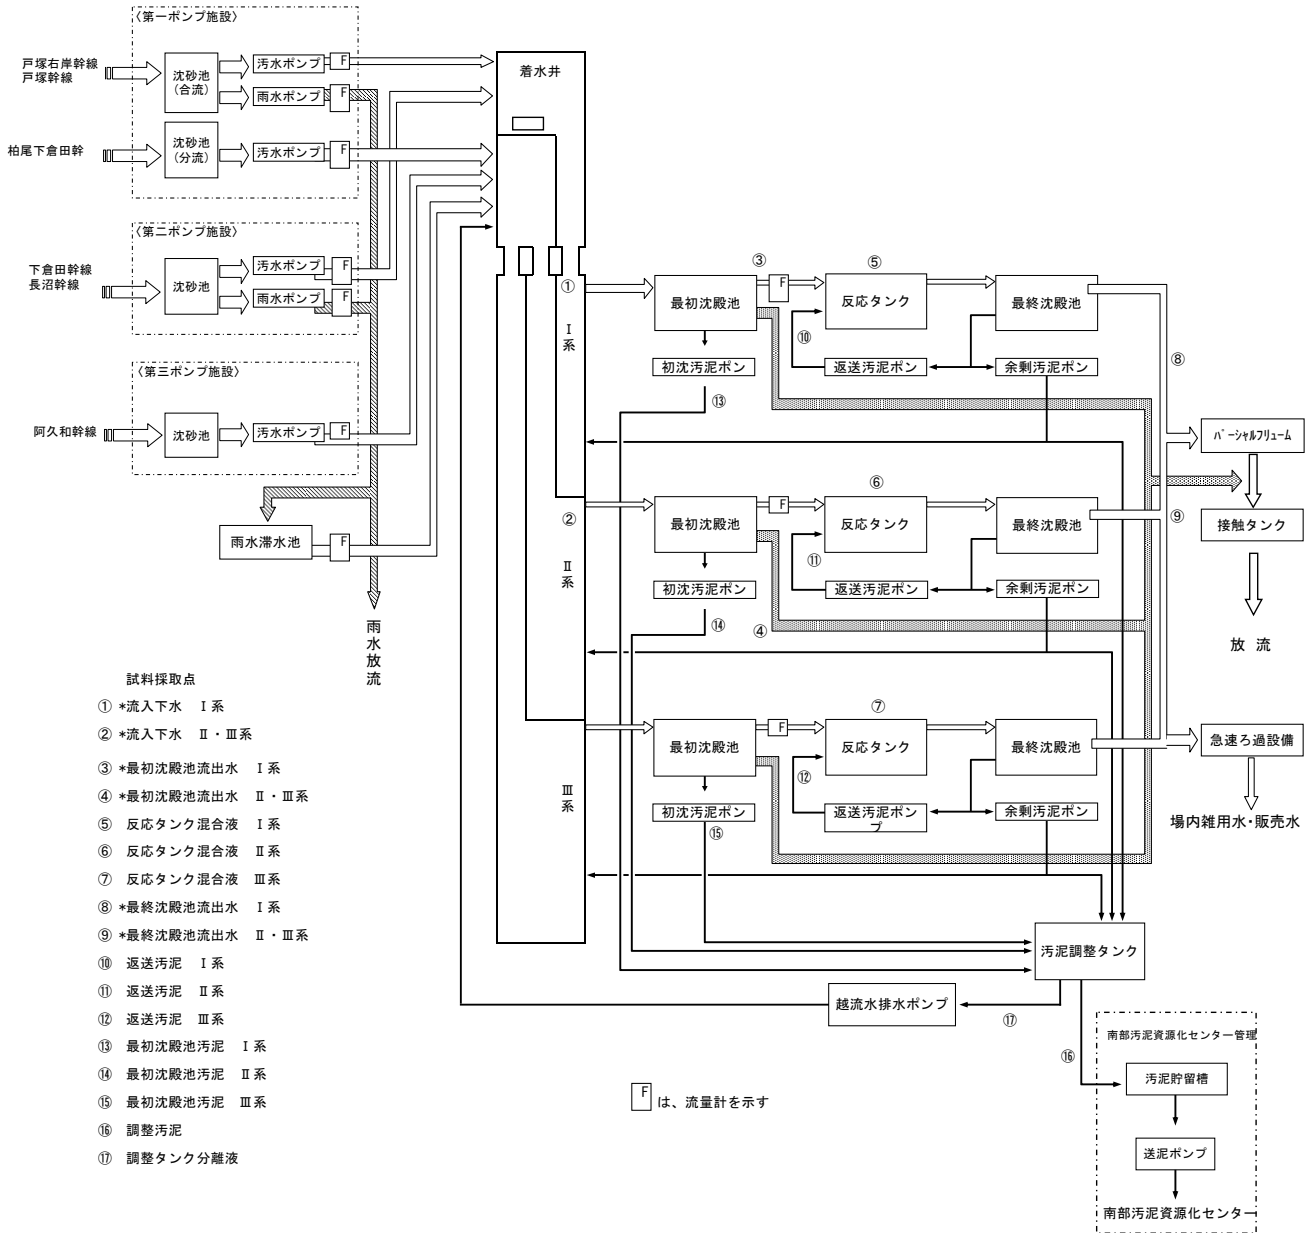 〈第一ポンプ施設〉
戸塚右岸幹線
戸塚幹線
沈砂池
(合流)
汚水ポンプ
F
雨水ポンプ
F
柏尾下倉田幹
沈砂池
(分流)
汚水ポンプ
F
〈第二ポンプ施設〉
下倉田幹線
長沼幹線
沈砂池
汚水ポンプ
F
雨水ポンプ
F
〈第三ポンプ施設〉
阿久和幹線
沈砂池
汚水ポンプ
F
雨水滞水池
F
雨水放流
着水井
Ⅰ系
Ⅱ系
Ⅲ系
①
最初沈殿池
③
F
⑤
反応タンク
最終沈殿池
⑩
初沈汚泥ポン
返送汚泥ポン
余剰汚泥ポン
⑧
⑬
パーシャルフリューム
②
最初沈殿池
F
⑥
反応タンク
最終沈殿池
⑨
接触タンク
⑪
初沈汚泥ポン
返送汚泥ポン
余剰汚泥ポン
⑭
④
放流
最初沈殿池
F
⑦
反応タンク
最終沈殿池
急速ろ過設備
⑫
初沈汚泥ポン
返送汚泥ポン
プ
余剰汚泥ポン
⑮
場内雑用水・販売水
汚泥調整タンク
越流水排水ポンプ
⑰
⑯
南部汚泥資源化センター管理
汚泥貯留槽
送泥ポンプ
南部汚泥資源化センター
F は、流量計を示す
試料採取点
① *流入下水 Ⅰ系
② *流入下水 Ⅱ・Ⅲ系
③ *最初沈殿池流出水 Ⅰ系
④ *最初沈殿池流出水 Ⅱ・Ⅲ系
⑤ 反応タンク混合液 Ⅰ系
⑥ 反応タンク混合液 Ⅱ系
⑦ 反応タンク混合液 Ⅲ系
⑧ *最終沈殿池流出水 Ⅰ系
⑨ *最終沈殿池流出水 Ⅱ・Ⅲ系
⑩ 返送汚泥 Ⅰ系
⑪ 返送汚泥 Ⅱ系
⑫ 返送汚泥 Ⅲ系
⑬ 最初沈殿池汚泥 Ⅰ系
⑭ 最初沈殿池汚泥 Ⅱ系
⑮ 最初沈殿池汚泥 Ⅲ系
⑯ 調整汚泥
⑰ 調整タンク分離液